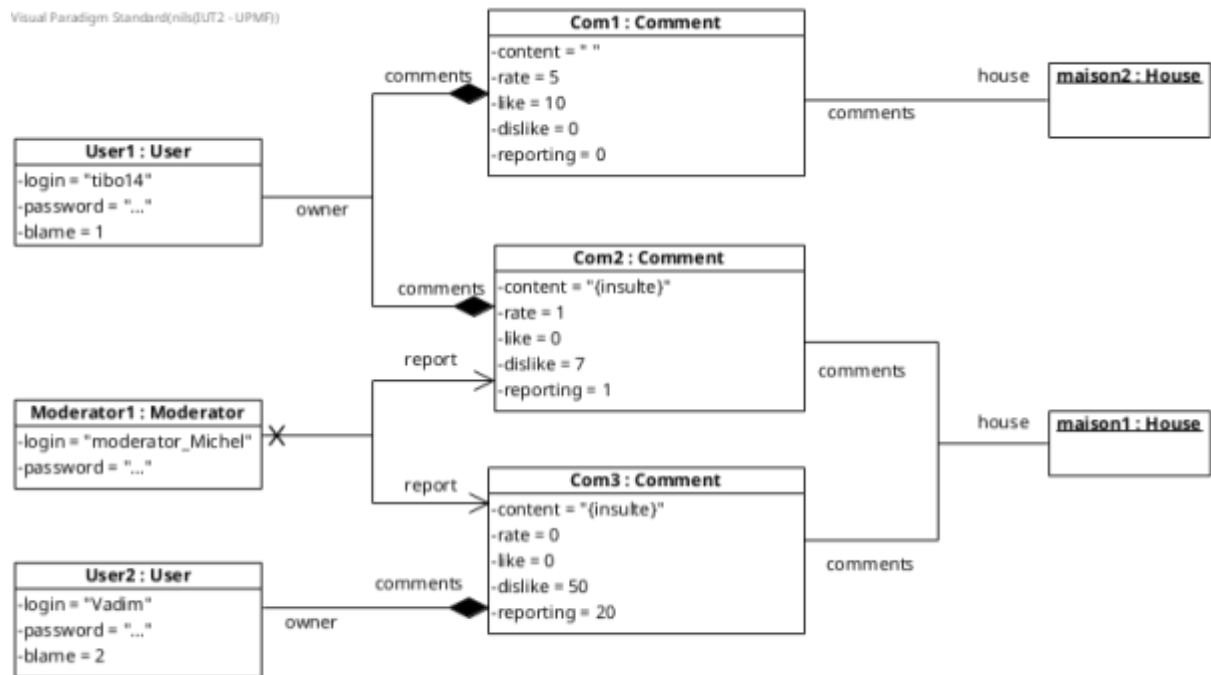 Visual Paradigm Standard(nils(IUT2 - UPMF))
Com1 : Comment
-content = " "
-rate = 5
-like = 10
-dislike = 0
-reporting = 0
comments
house
maison2 : House
comments
User1 : User
-login = "tibo14"
-password = "..."
-blame = 1
owner
Com2 : Comment
-content = "{insulte}"
-rate = 1
-like = 0
-dislike = 7
-reporting = 1
comments
report
comments
Moderator1 : Moderator
-login = "moderator_Michel"
-password = "..."
house
maison1 : House
report
Com3 : Comment
-content = "{insulte}"
-rate = 0
-like = 0
-dislike = 50
-reporting = 20
comments
comments
User2 : User
-login = "Vadim"
-password = "..."
-blame = 2
owner